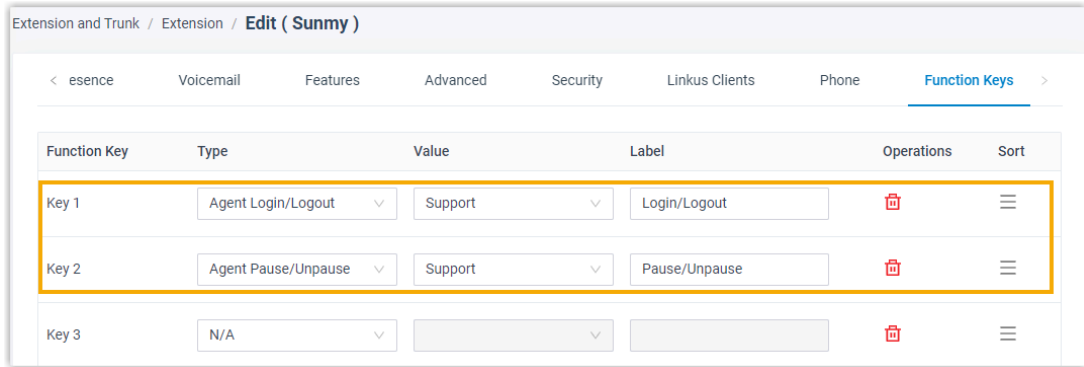 Extension and Trunk / Extension / Edit ( Sunmy )
< esence Voicemail Features Advanced Security Linkus Clients Phone Function Keys >
Function Key Type Value Label Operations Sort
Key 1 Agent Login/Logout Support Login/Logout
Key 2 Agent Pause/Unpause Support Pause/Unpause
Key 3 N/A